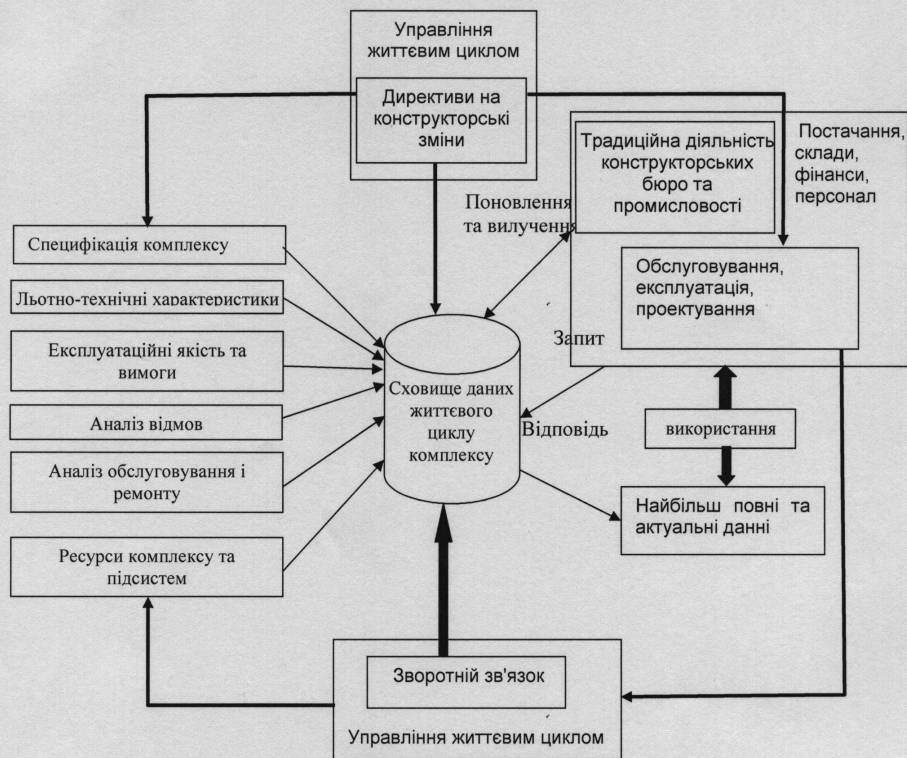 Управління
життєвим циклом
Директиви на
конструкторські
зміни
Традиційна діяльність
конструкторських
бюро та
промисловості
Постачання,
склади,
фінанси,
персонал
Поновлення
та вилучення
Специфікація комплексу
Обслуговування,
експлуатація,
проектування
Льотно-технічні характеристики
Експлуатаційні якість та
вимоги
Запит
Сховище даних
життєвого
циклу
комплексу
Аналіз відмов
Відповідь
використання
Аналіз обслуговування і
ремонту
Найбільш повні та
актуальні данні
Ресурси комплексу та
підсистем
Зворотній зв'язок
Управління життєвим циклом